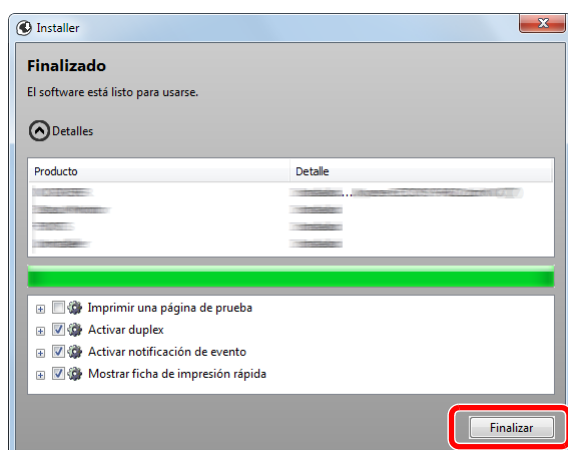 Installer
Finalizado
El software está listo para usarse.
Detalles
Producto Detalle
Imprimir una página de prueba
Activar duplex
Activar notificación de evento
Mostrar ficha de impresión rápida
Finalizar